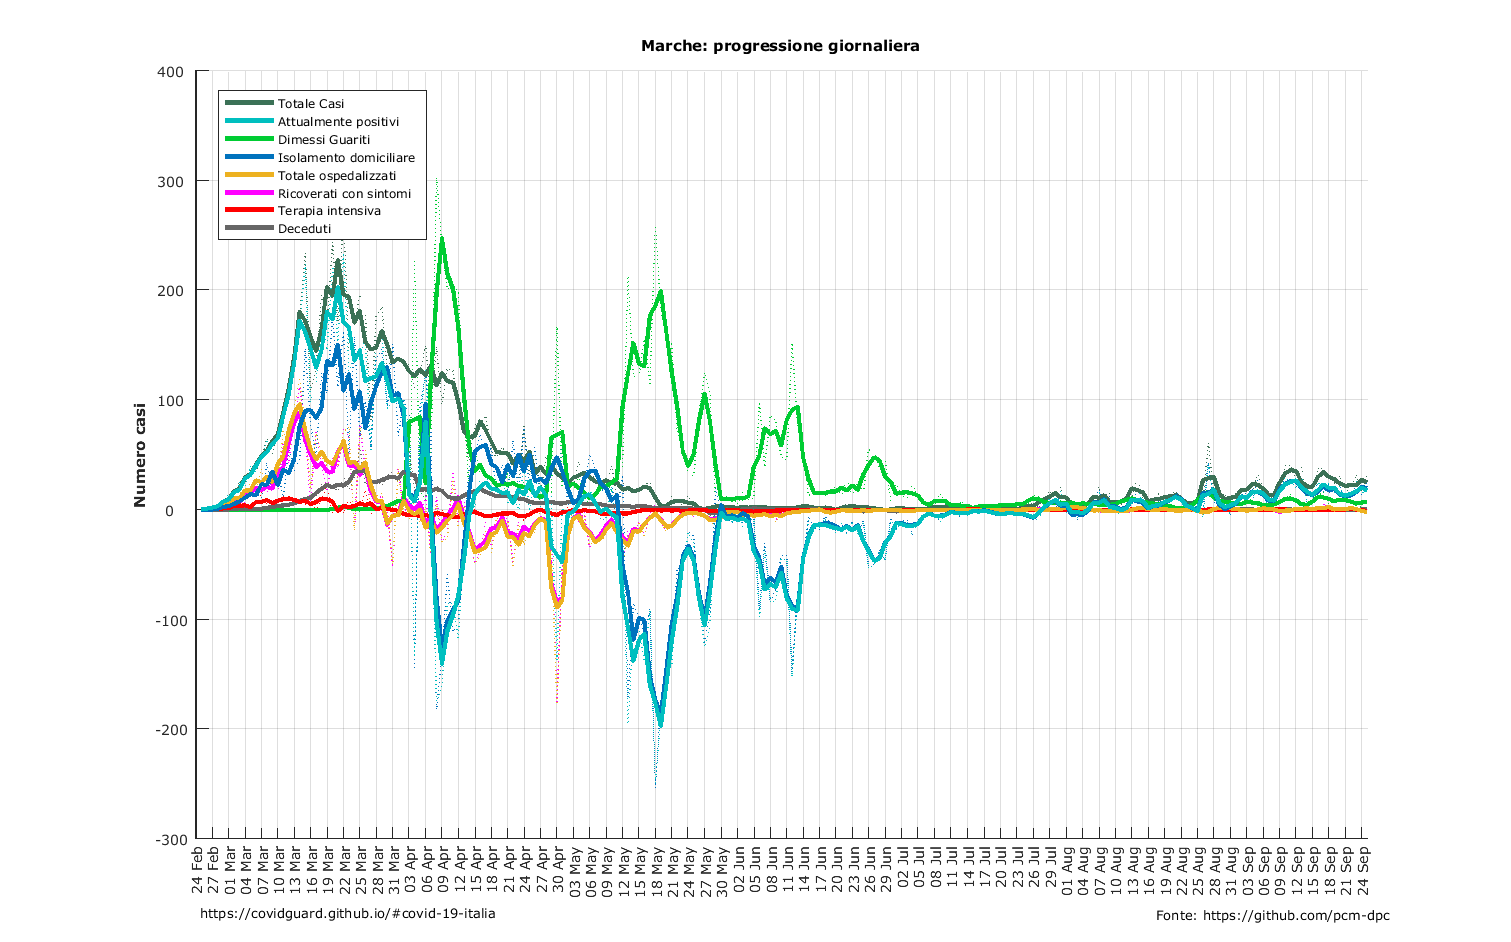 Marche: progressione giornaliera
400
300
200
100
0
-100
-200
-300
Numero casi
Totale Casi
Attualmente positivi
Dimessi Guariti
Isolamento domiciliare
Totale ospedalizzati
Ricoverati con sintomi
Terapia intensiva
Deceduti
24 Feb
27 Feb
01 Mar
04 Mar
07 Mar
10 Mar
13 Mar
16 Mar
19 Mar
22 Mar
25 Mar
28 Mar
31 Mar
03 Apr
06 Apr
09 Apr
12 Apr
15 Apr
18 Apr
21 Apr
24 Apr
27 Apr
30 Apr
03 May
06 May
09 May
12 May
15 May
18 May
21 May
24 May
27 May
30 May
02 Jun
05 Jun
08 Jun
11 Jun
14 Jun
17 Jun
20 Jun
23 Jun
26 Jun
29 Jun
02 Jul
05 Jul
08 Jul
11 Jul
14 Jul
17 Jul
20 Jul
23 Jul
26 Jul
29 Jul
01 Aug
04 Aug
07 Aug
10 Aug
13 Aug
16 Aug
19 Aug
22 Aug
25 Aug
28 Aug
31 Aug
03 Sep
06 Sep
09 Sep
12 Sep
15 Sep
18 Sep
21 Sep
24 Sep
https://covidguard.github.io/#covid-19-italia
Fonte: https://github.com/pcm-dpc